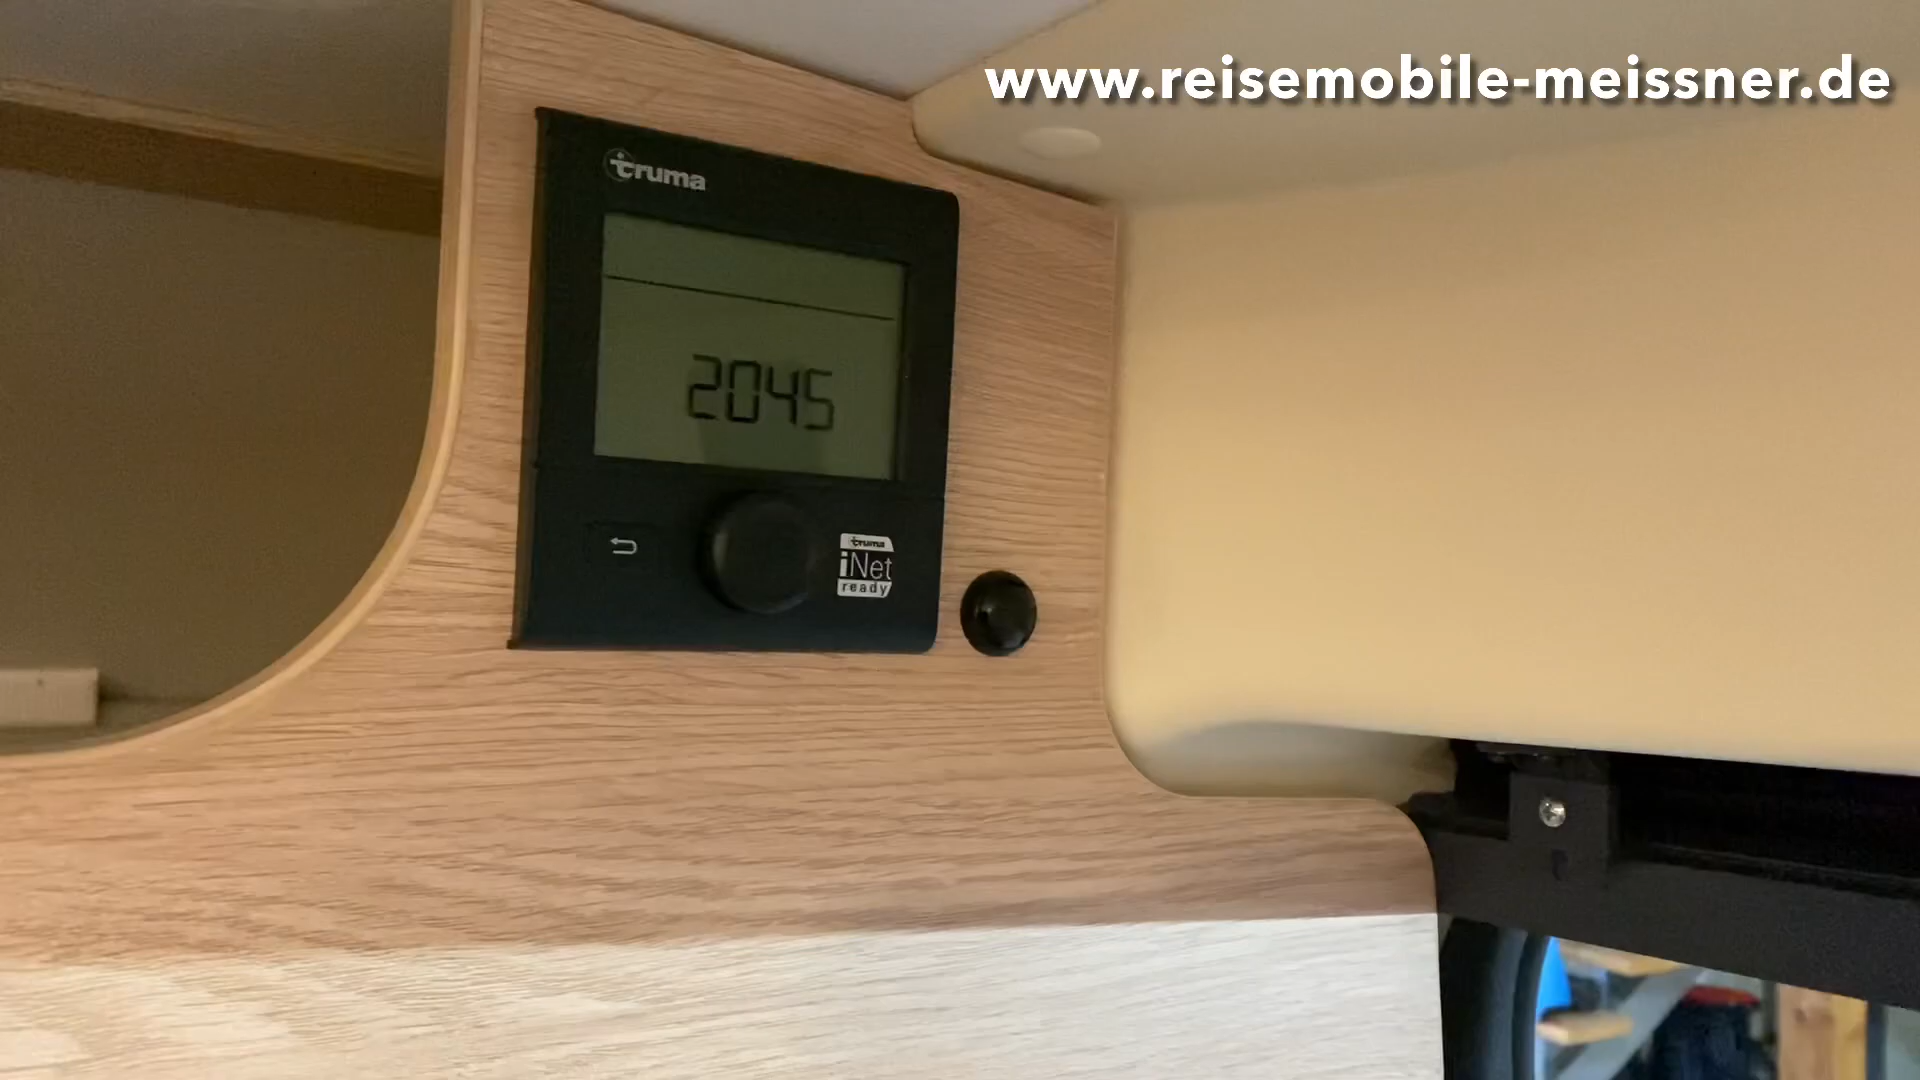 www.reisemobile-meissner.de
truma
2045
truma
iNet
ready